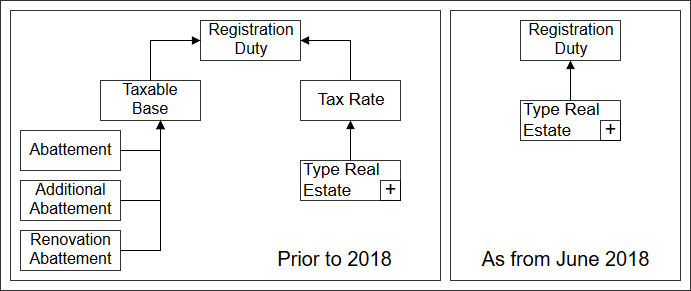 Registration
Duty
Taxable
Base
Tax Rate
Abattement
Additional
Abattement
Renovation
Abattement
Type Real
Estate +
Prior to 2018
Registration
Duty
Type Real
Estate +
As from June 2018